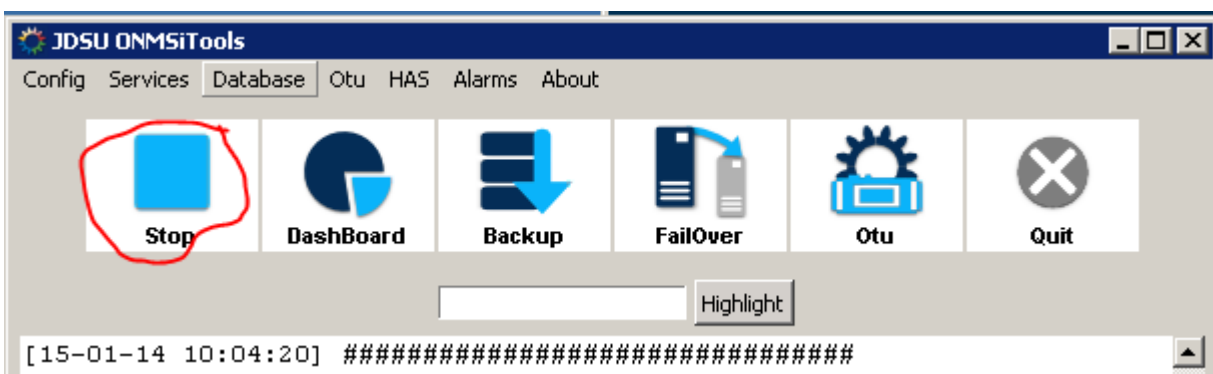 JDSU ONMSiTools
Config Services Database Otu HAS Alarms About
Stop DashBoard Backup FailOver Otu Quit
Highlight
[15-01-14 10:04:20] ################################